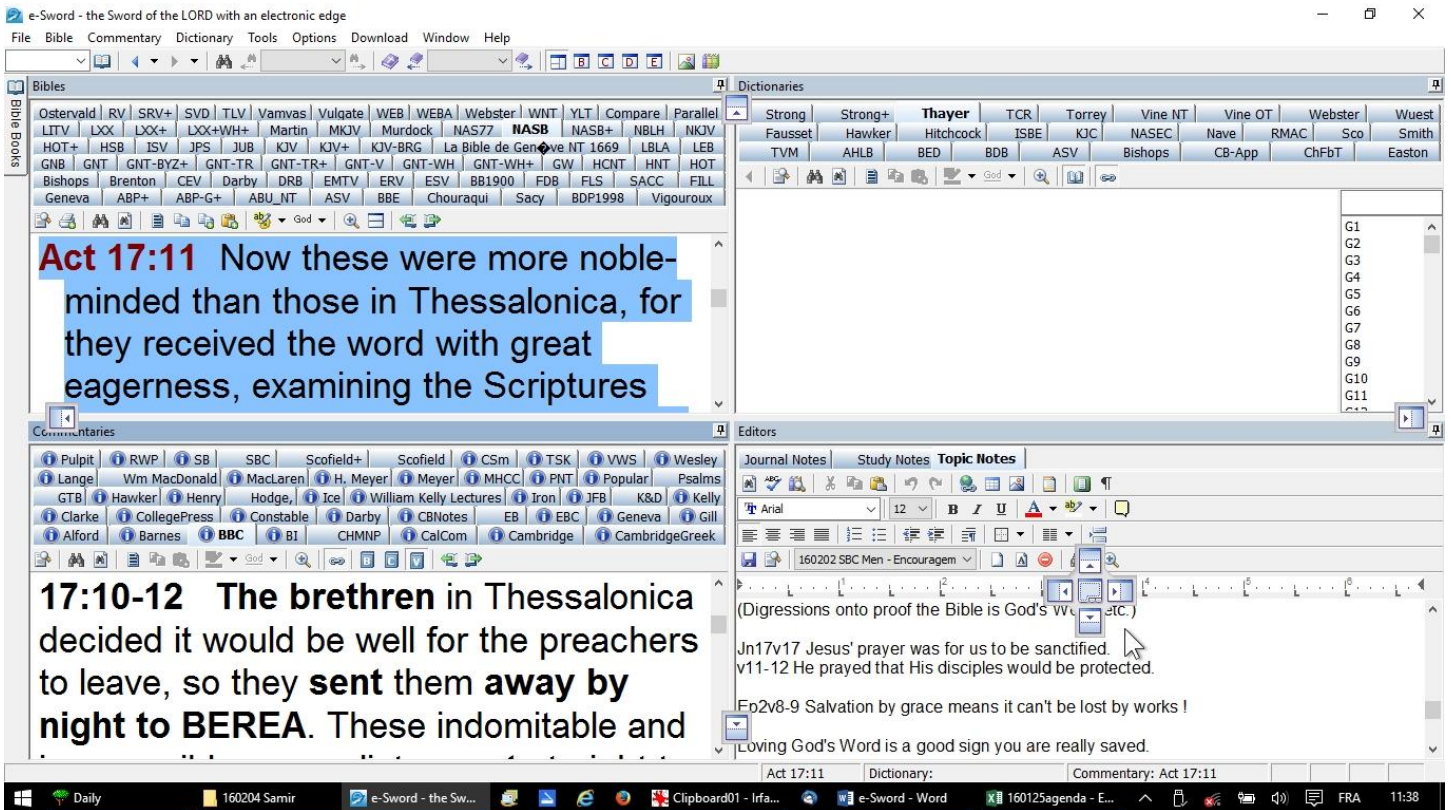 e-Sword - the Sword of the LORD with an electronic edge
File Bible Commentary Dictionary Tools Options Download Window Help
B C D E
Bible Books
Bibles
Ostervald RV SRV+ SVD TLV Vamvas Vulgate WEB WEBA Webster WNT YLT Compare Parallel
LITV LXX LXX+ LXX+WH+ Martin MKJV Murdock NAS77 NASB NASB+ NBLH NKJV
HOT+ HSB ISV JPS JUB KJV KJV+ KJV-BRG La Bible de Gen�ve NT 1669 LBLA LEB
GNB GNT GNT-BYZ+ GNT-TR GNT-TR+ GNT-V GNT-WH GNT-WH+ GW HCNT HNT HOT
Bishops Brenton CEV Darby DRB EMTV ERV ESV BB1900 FDB FLS SACC FILL
Geneva ABP+ ABP-G+ ABU_NT ASV BBE Chouraqui Sacy BDP1998 Vigouroux
God
Act 17:11 Now these were more noble-
minded than those in Thessalonica, for
they received the word with great
eagerness, examining the Scriptures
Dictionaries
Strong Strong+ Thayer TCR Torrey Vine NT Vine OT Webster Wuest
Fausset Hawker Hitchcock ISBE KJC NASEC Nave RMAC Sco Smith
TVM AHLB BED BDB ASV Bishops CB-App ChFbT Easton
God
G1
G2
G3
G4
G5
G6
G7
G8
G9
G10
G11
Commentaries
Pulpit RWP SB SBC Scofield+ Scofield CSm TSK VWS Wesley
Lange Wm MacDonald MacLaren H. Meyer Meyer MHCC PNT Popular Psalms
GTB Hawker Henry Hodge, Ice William Kelly Lectures Iron JFB K&D Kelly
Clarke CollegePress Constable Darby CBNotes EB EBC Geneva Gill
Alford Barnes BBC BI CHMNP CalCom Cambridge CambridgeGreek
God B C V
17:10-12 The brethren in Thessalonica
decided it would be well for the preachers
to leave, so they sent them away by
night to BEREA. These indomitable and
Editors
Journal Notes Study Notes Topic Notes
Arial 12 B I U A
160202 SBC Men - Encouragem
1 2 4 5 6
(Digressions onto proof the Bible is God's etc.)
Jn17v17 Jesus' prayer was for us to be sanctified.
v11-12 He prayed that His disciples would be protected.
Ep2v8-9 Salvation by grace means it can't be lost by works !
Loving God's Word is a good sign you are really saved.
Act 17:11 Dictionary: Commentary: Act 17:11
Daily 160204 Samir e-Sword - the Sw... Clipboard01 - Irfa... e-Sword - Word 160125agenda - E... FRA 11:38